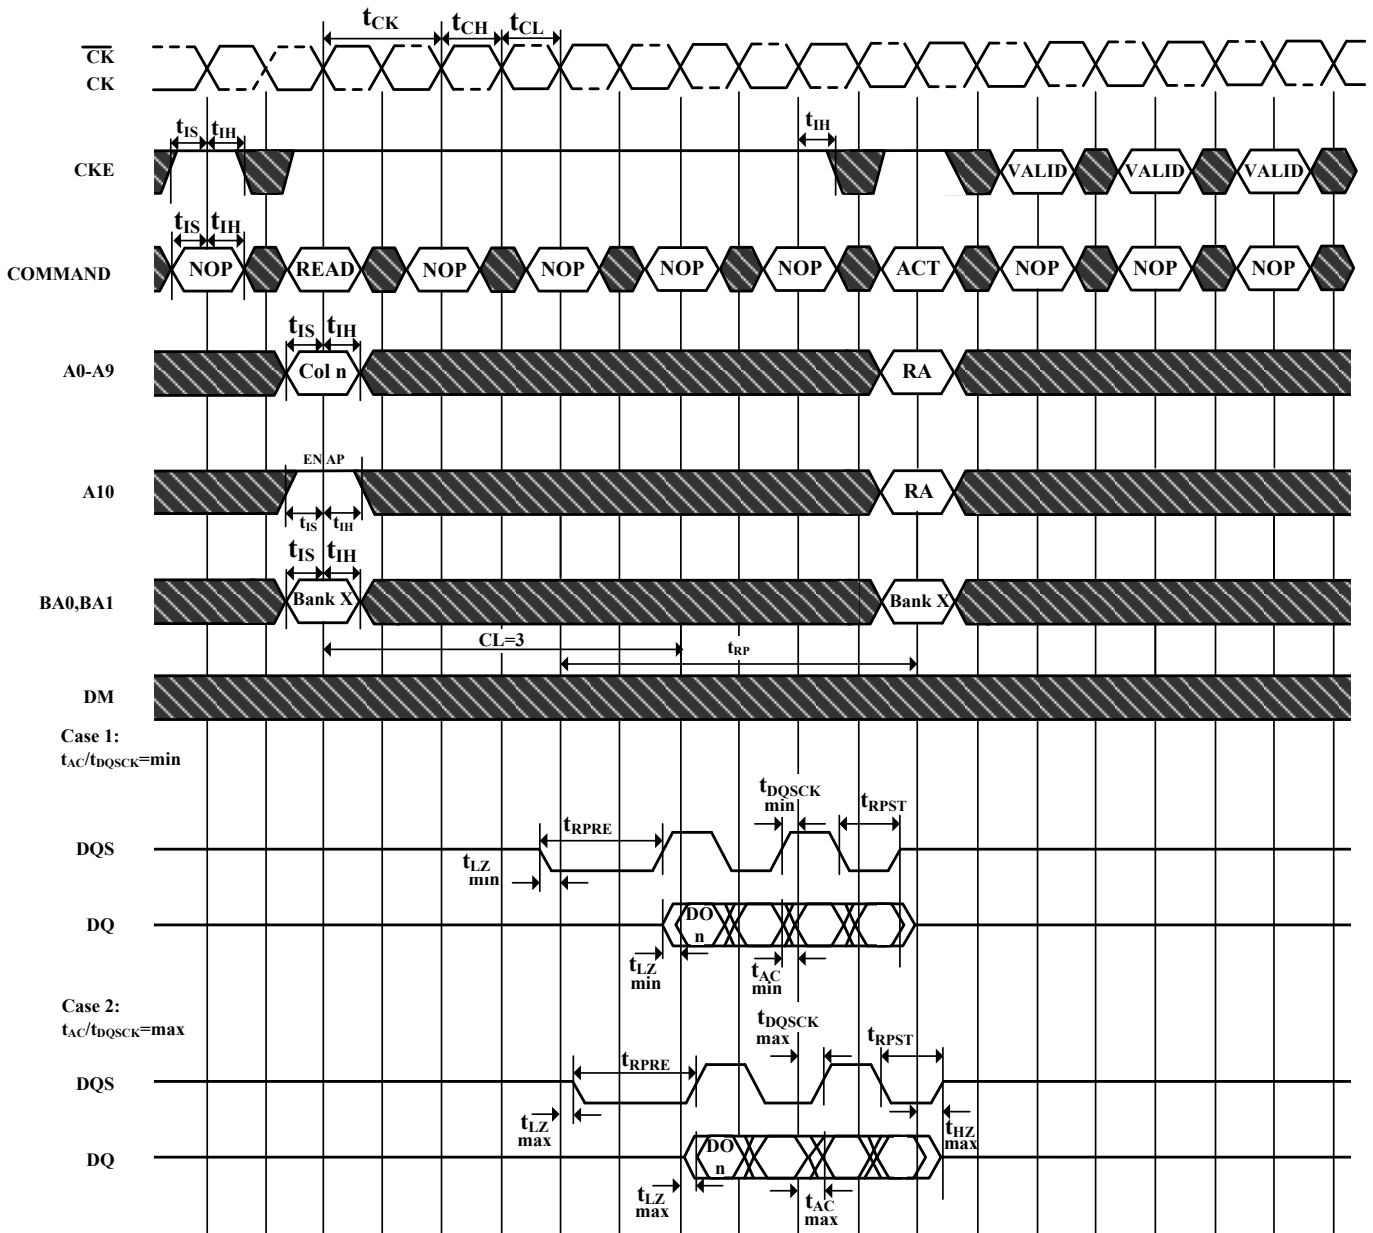 tCK tCH tCL
CK
CK
tIS tIH tIH
CKE VALID VALID VALID
tIS tIH
COMMAND NOP READ NOP NOP NOP NOP ACT NOP NOP NOP
tIS tIH
A0-A9 Col n RA
EN AP
A10 RA
tIS tIH
tIS tIH
BA0,BA1 Bank X Bank X
CL=3 tRP
DM
Case 1:
tAC/tDQSCK=min
tDQSCK
min
tRPST
tRPRE
DQS
tLZ
min
DQ DO
n
tLZ
min
tAC
min
Case 2:
tAC/tDQSCK=max
tDQSCK
max
tRPST
tRPRE
DQS
tLZ
max
tHZ
max
DQ DO
n
tLZ
max
tAC
max